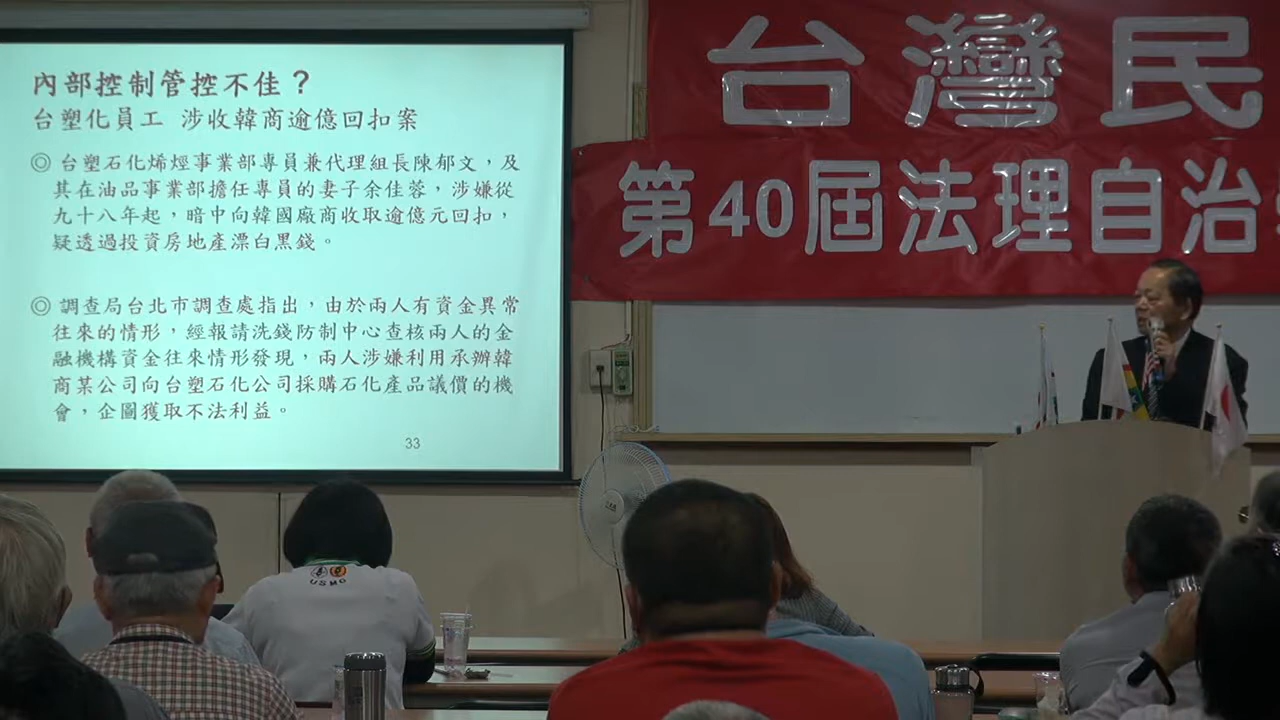 內部控制管控不佳？
台塑化員工 涉收韓商逾億回扣案
◎ 台塑石化烯烴事業部專員兼代理組長陳郁文，及
其在油品事業部擔任專員的妻子余佳蓉，涉嫌從
九十八年起，暗中向韓國廠商收取逾億元回扣，
疑透過投資房地產漂白黑錢。
◎ 調查局台北市調查處指出，由於兩人有資金異常
往來的情形，經報請洗錢防制中心查核兩人的金
融機構資金往來情形發現，兩人涉嫌利用承辦韓
商某公司向台塑石化公司採購石化產品議價的機
會，企圖獲取不法利益。
33
台灣民
第40屆法理自治
USMG